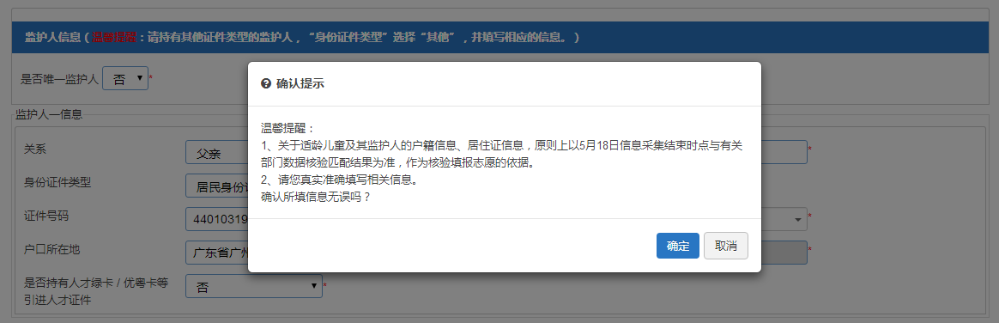 监护人信息（温馨提醒：请持有其他证件类型的监护人，“身份证件类型”选择“其他”，并填写相应的信息。）
是否唯一监护人 否 *
确认提示
监护人一信息
温馨提醒：
1、关于适龄儿童及其监护人的户籍信息、居住证信息，原则上以5月18日信息采集结束时点与有关
部门数据核验匹配结果为准，作为核验填报志愿的依据。
2、请您真实准确填写相关信息。
确认所填信息无误吗？
关系 父亲 *
身份证件类型 居民身份
证件号码 4401031 *
户口所在地 广东省广州 *
确定 取消
是否持有人才绿卡 / 优粤卡等
引进人才证件
否 *